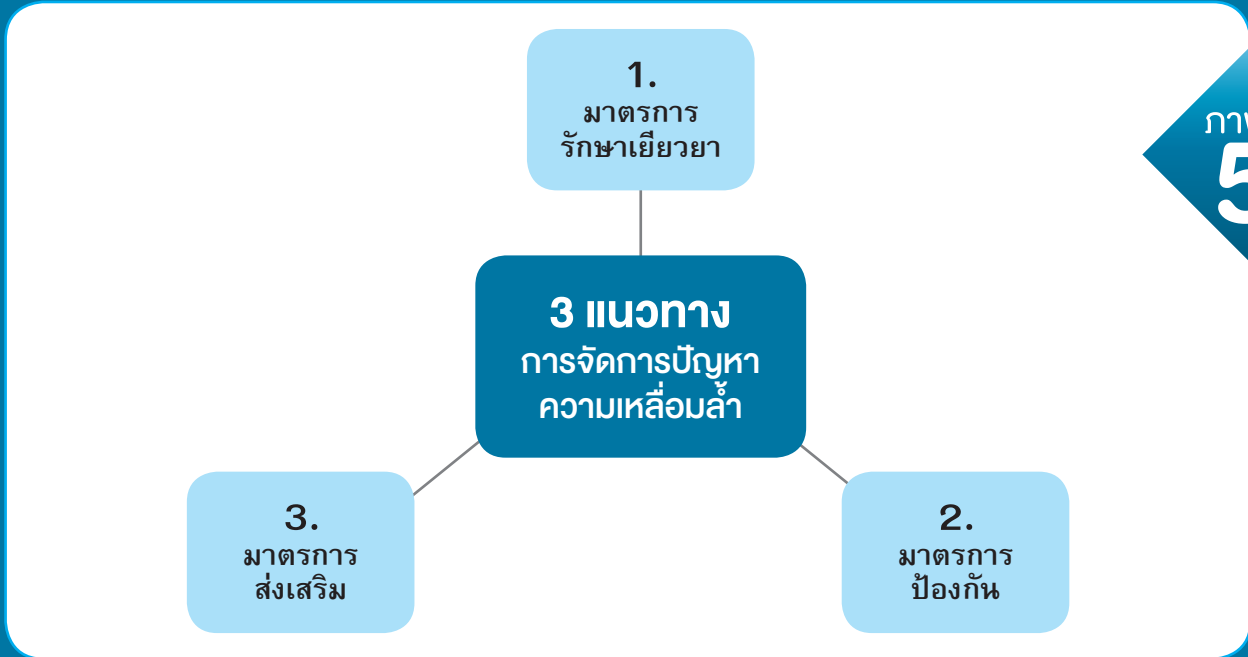 1.
มาตรการ
รักษาเยียวยา
3 แนวทาง
การจัดการปัญหา
ความเหลื่อมล้ำ
3.
มาตรการ
ส่งเสริม
2.
มาตรการ
ป้องกัน
5